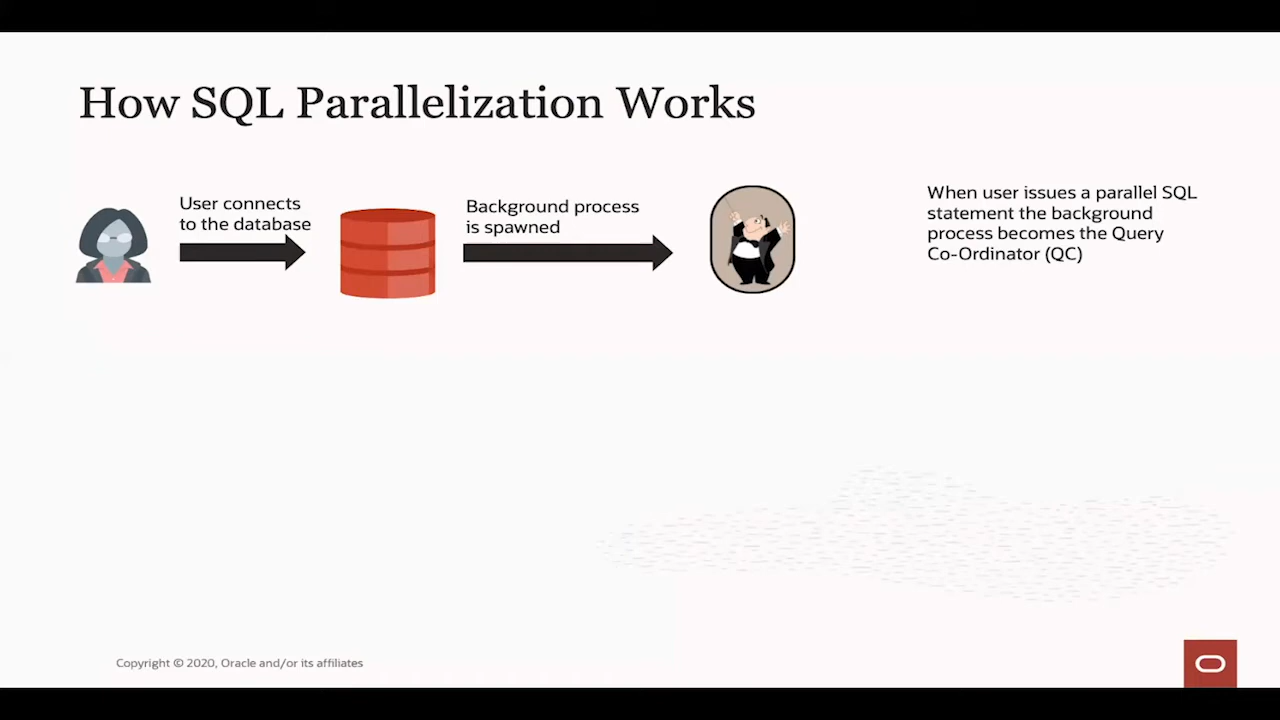 How SQL Parallelization Works
User connects
to the database
Background process
is spawned
When user issues a parallel SQL
statement the background
process becomes the Query
Co-Ordinator (QC)
Copyright © 2020, Oracle and/or its affiliates